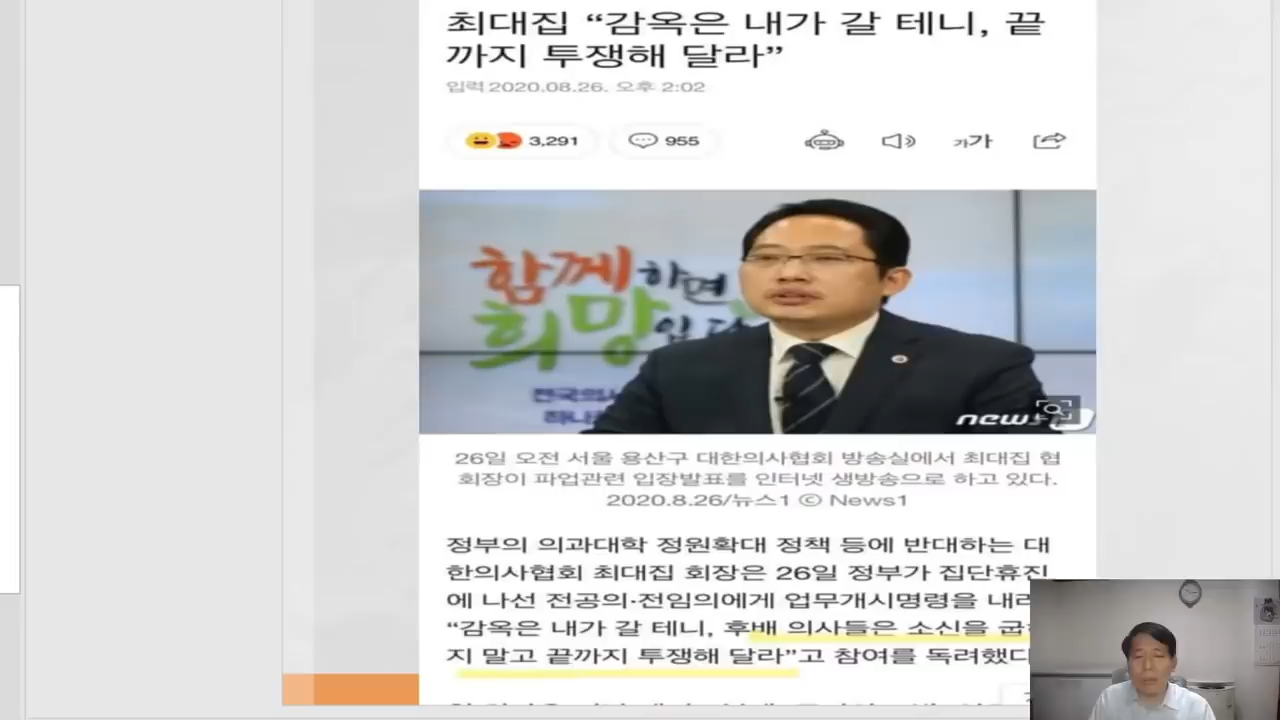 최대집 “감옥은 내가 갈 테니, 끝
까지 투쟁해 달라”
입력 2020.08.26. 오후 2:02
3,291
955
가가
함께하면
희망입
전국의사
하나
news
26일 오전 서울 용산구 대한의사협회 방송실에서 최대집 협
회장이 파업관련 입장발표를 인터넷 생방송으로 하고 있다.
2020.8.26/뉴스1 ⓒ News1
정부의 의과대학 정원확대 정책 등에 반대하는 대
한의사협회 최대집 회장은 26일 정부가 집단휴진
에 나선 전공의·전임의에게 업무개시명령을 내려
“감옥은 내가 갈 테니, 후배 의사들은 소신을 굽히
지 말고 끝까지 투쟁해 달라”고 참여를 독려했다